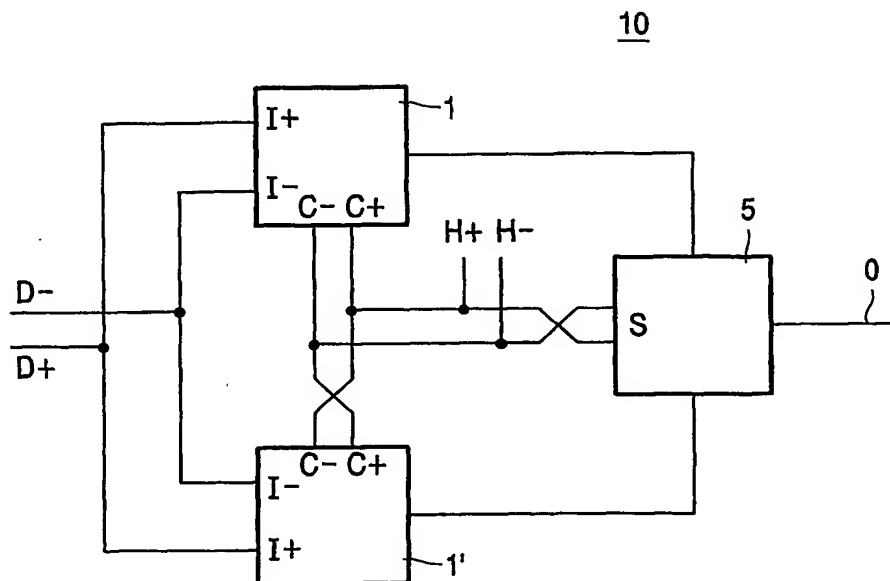 10
1
I+
I-
C- C+
H+ H-
5
0
D-
S
D+
C- C+
I-
I+
1'